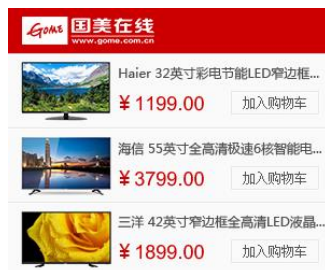 GOME 国美在线
www.gome.com.cn
Haier 32英寸彩电节能LED窄边框...
¥1199.00 加入购物车
海信 55英寸全高清极速6核智能电...
¥3799.00 加入购物车
三洋 42英寸窄边框全高清LED液晶...
¥1899.00 加入购物车